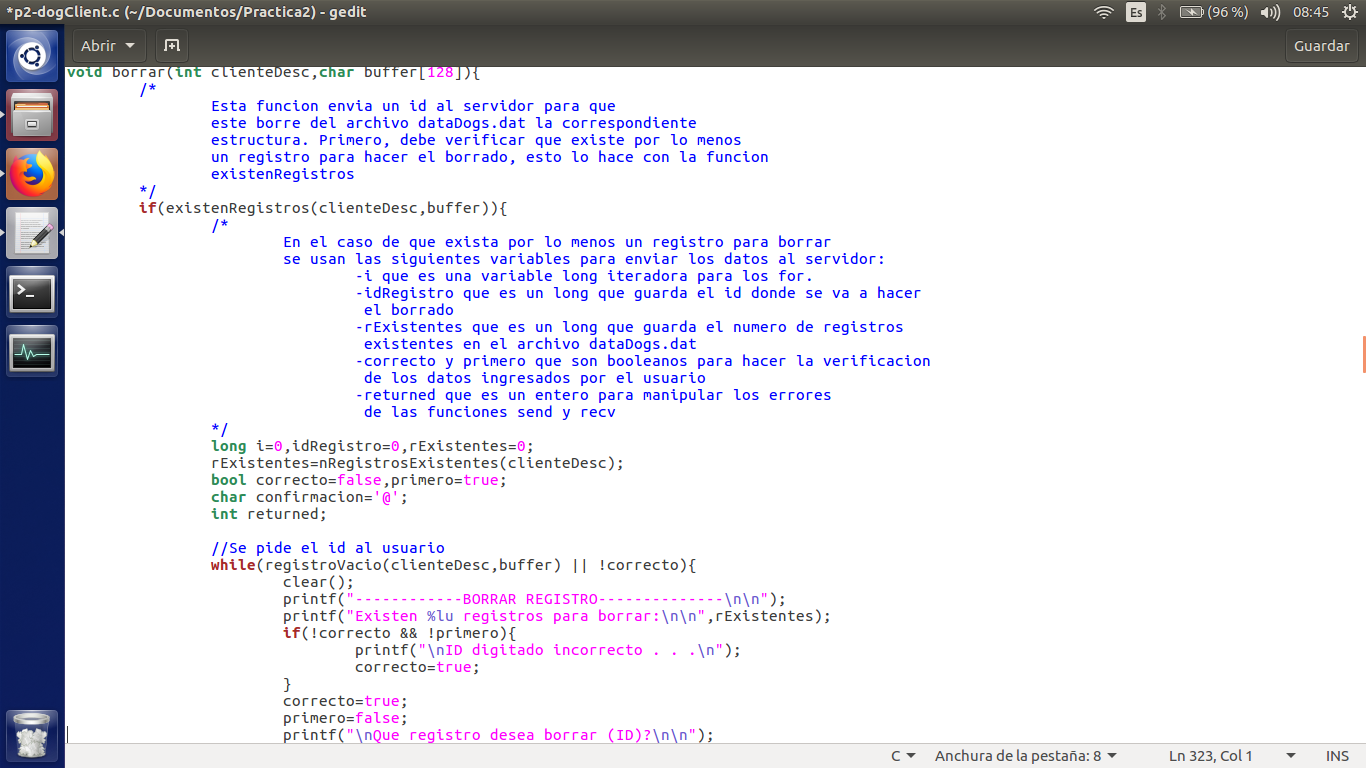 *p2-dogClient.c (~/Documentos/Practica2) - gedit
Es
(96 %)
08:45
Abrir
Guardar
void borrar(int clienteDesc,char buffer[128]){
/*
Esta funcion envia un id al servidor para que
este borre del archivo dataDogs.dat la correspondiente
estructura. Primero, debe verificar que existe por lo menos
un registro para hacer el borrado, esto lo hace con la funcion
existenRegistros
*/
if(existenRegistros(clienteDesc,buffer)){
/*
En el caso de que exista por lo menos un registro para borrar
se usan las siguientes variables para enviar los datos al servidor:
-i que es una variable long iteradora para los for.
-idRegistro que es un long que guarda el id donde se va a hacer
el borrado
-rExistentes que es un long que guarda el numero de registros
existentes en el archivo dataDogs.dat
-correcto y primero que son booleanos para hacer la verificacion
de los datos ingresados por el usuario
-returned que es un entero para manipular los errores
de las funciones send y recv
*/
long i=0,idRegistro=0,rExistentes=0;
rExistentes=nRegistrosExistentes(clienteDesc);
bool correcto=false,primero=true;
char confirmacion='@';
int returned;
//Se pide el id al usuario
while(registroVacio(clienteDesc,buffer) || !correcto){
clear();
printf("------------BORRAR REGISTRO--------------\n\n");
printf("Existen %lu registros para borrar:\n\n",rExistentes);
if(!correcto && !primero){
printf("\nID digitado incorrecto . . .\n");
correcto=true;
}
correcto=true;
primero=false;
printf("\nQue registro desea borrar (ID)?\n\n");
C
Anchura de la pestaña: 8
Ln 323, Col 1
INS